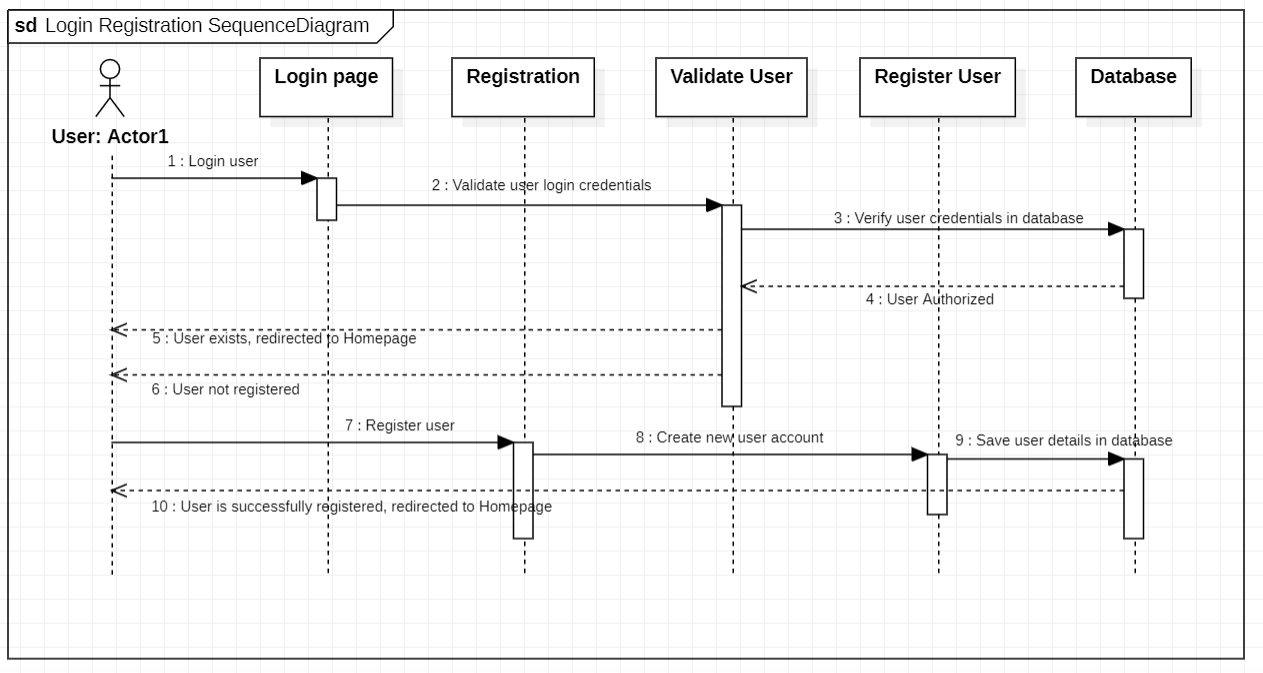 sd Login Registration SequenceDiagram
Login page
Registration
Validate User
Register User
Database
User: Actor1
1 : Login user
2 : Validate user login credentials
3 : Verify user credentials in database
4 : User Authorized
5 : User exists, redirected to Homepage
6 : User not registered
7 : Register user
8 : Create new user account
9 : Save user details in database
10 : User is successfully registered, redirected to Homepage